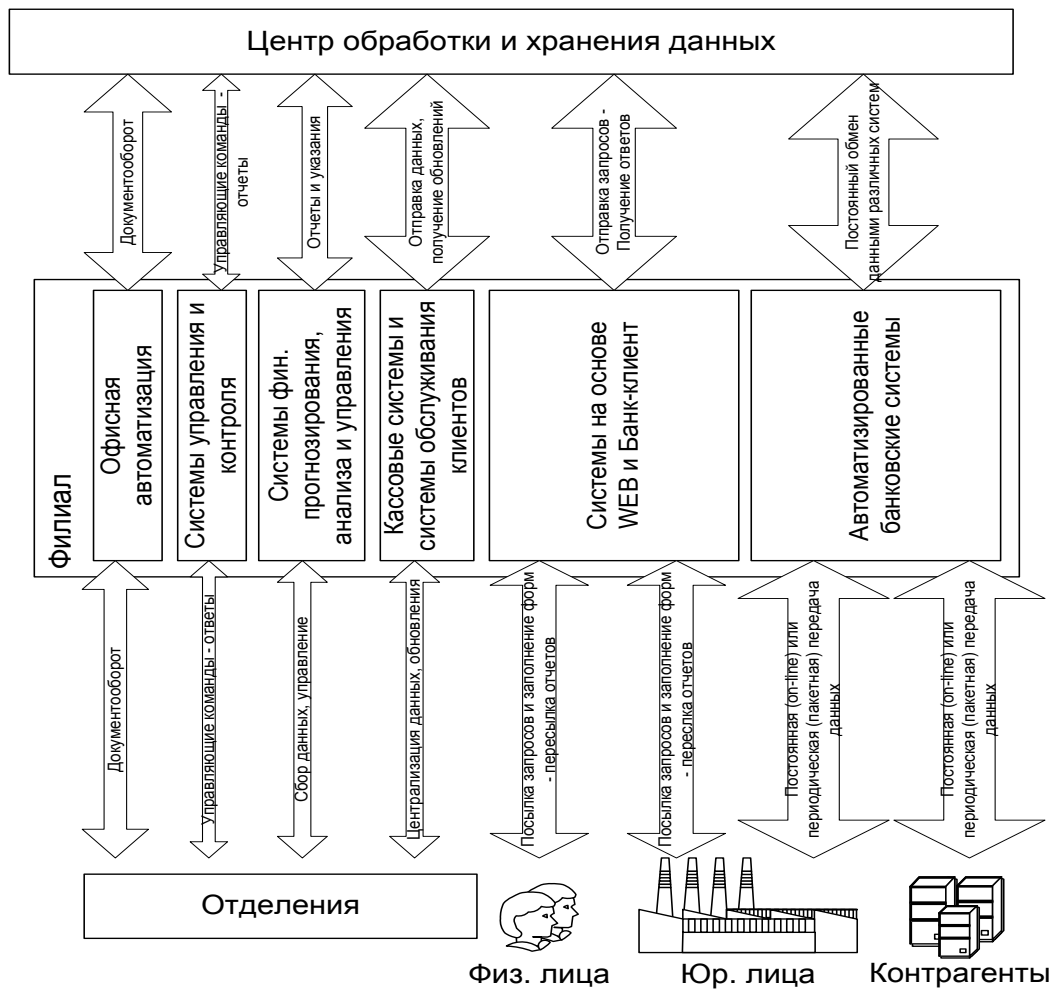 Центр обработки и хранения данных
Документооборот
Управляющие команды -
отчеты
Отчеты и указания
Отправка данных,
получение обновлений
Отправка запросов -
Получение ответов
Постоянный обмен
данными различных систем
Филиал
Офисная
автоматизация
Системы управления и
контроля
Системы фин.
прогнозирования,
анализа и управления
Кассовые системы и
системы обслуживания
клиентов
Системы на основе
WEB и Банк-клиент
Автоматизированные
банковские системы
Документооборот
Управляющие команды - ответы
Сбор данных, управление
Централизация данных, обновления
Посылка запросов и заполнение форм
- пересылка отчетов
Посылка запросов и заполнение форм
- переслка отчетов
Постоянная (on-line) или
периодическая (пакетная) передача
данных
Постоянная (on-line) или
периодическая (пакетная) передача
данных
Отделения
Физ. лица
Юр. лица
Контрагенты